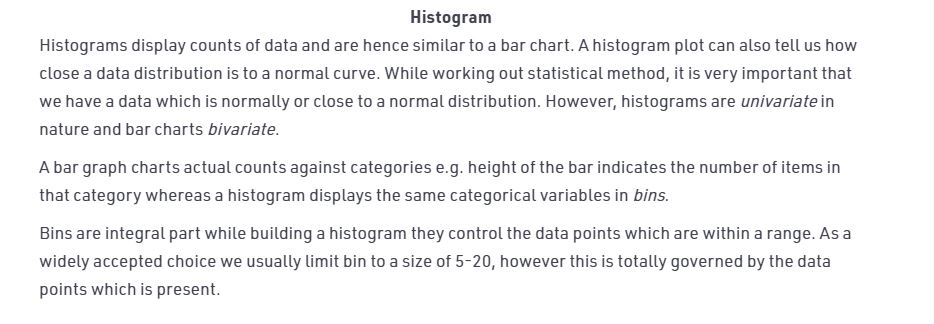 Histogram
Histograms display counts of data and are hence similar to a bar chart. A histogram plot can also tell us how
close a data distribution is to a normal curve. While working out statistical method, it is very important that
we have a data which is normally or close to a normal distribution. However, histograms are univariate in
nature and bar charts bivariate.
A bar graph charts actual counts against categories e.g. height of the bar indicates the number of items in
that category whereas a histogram displays the same categorical variables in bins.
Bins are integral part while building a histogram they control the data points which are within a range. As a
widely accepted choice we usually limit bin to a size of 5-20, however this is totally governed by the data
points which is present.